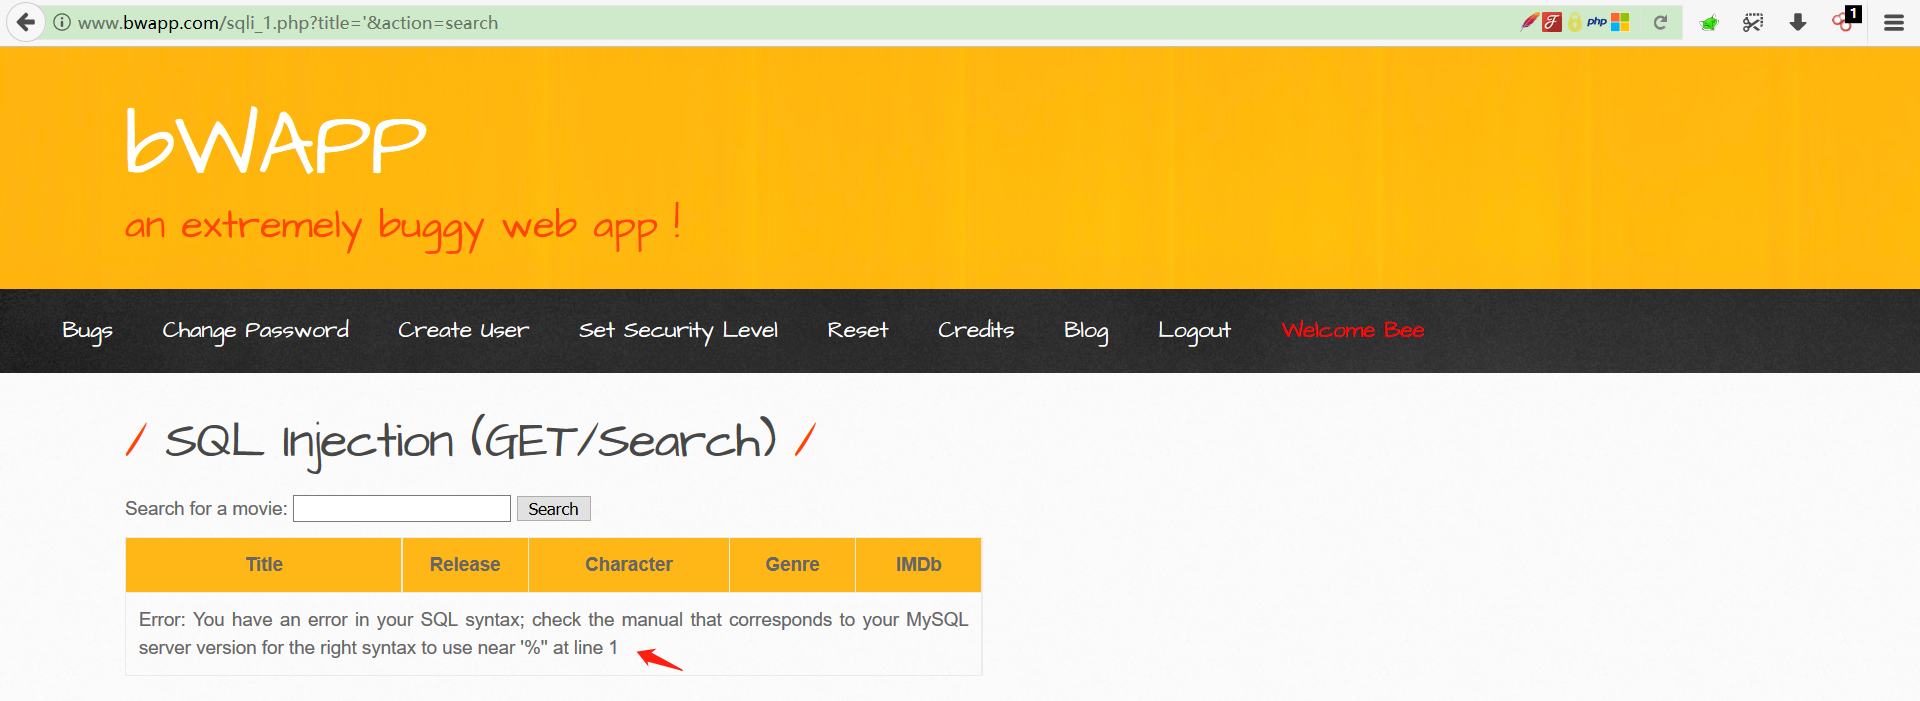 www.bwapp.com/sqli_1.php?title='&action=search
php
1
bWAPP
an extremely buggy web app !
Bugs Change Password Create User Set Security Level Reset Credits Blog Logout Welcome Bee
/ SQL Injection (GET/Search) /
Search for a movie: Search
Title Release Character Genre IMDb
Error: You have an error in your SQL syntax; check the manual that corresponds to your MySQL
server version for the right syntax to use near '%'' at line 1